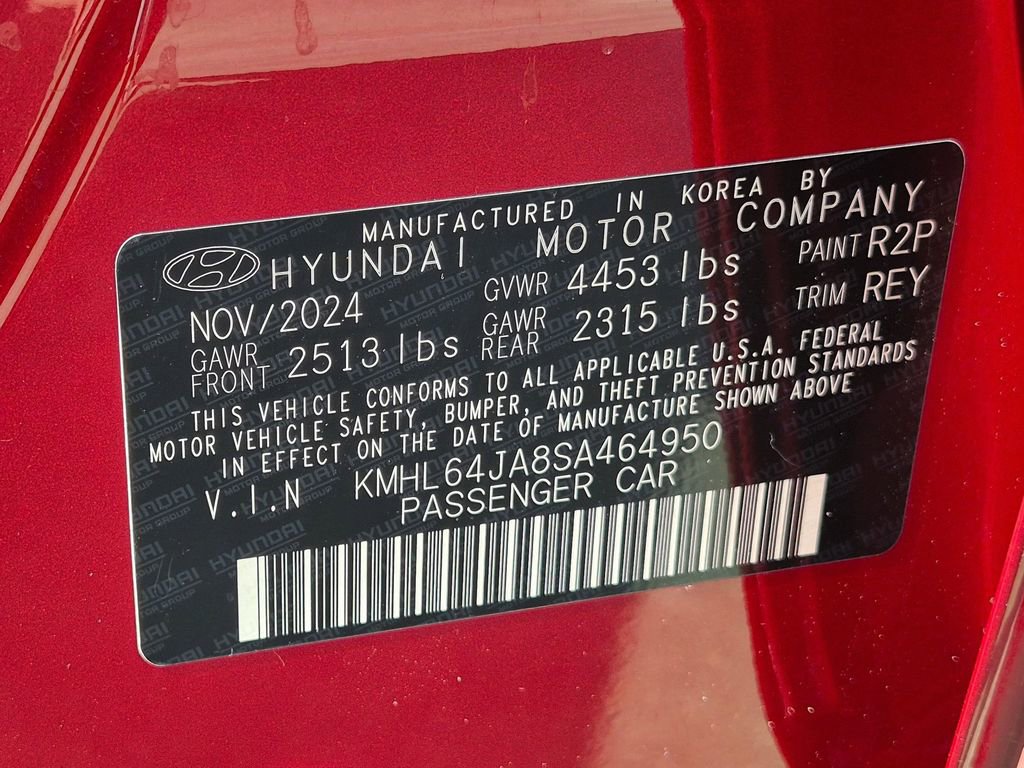 MANUFACTURED IN KOREA BY
HYUNDAI MOTOR COMPANY
NOV/2024 GVWR 4453 lbs PAINT R2P
GAWR FRONT 2513 lbs GAWR REAR 2315 lbs TRIM REY
THIS VEHICLE CONFORMS TO ALL APPLICABLE U.S.A. FEDERAL
MOTOR VEHICLE SAFETY, BUMPER, AND THEFT PREVENTION STANDARDS
IN EFFECT ON THE DATE OF MANUFACTURE SHOWN ABOVE
V.I.N KMHL64JA8SA464950
PASSENGER CAR